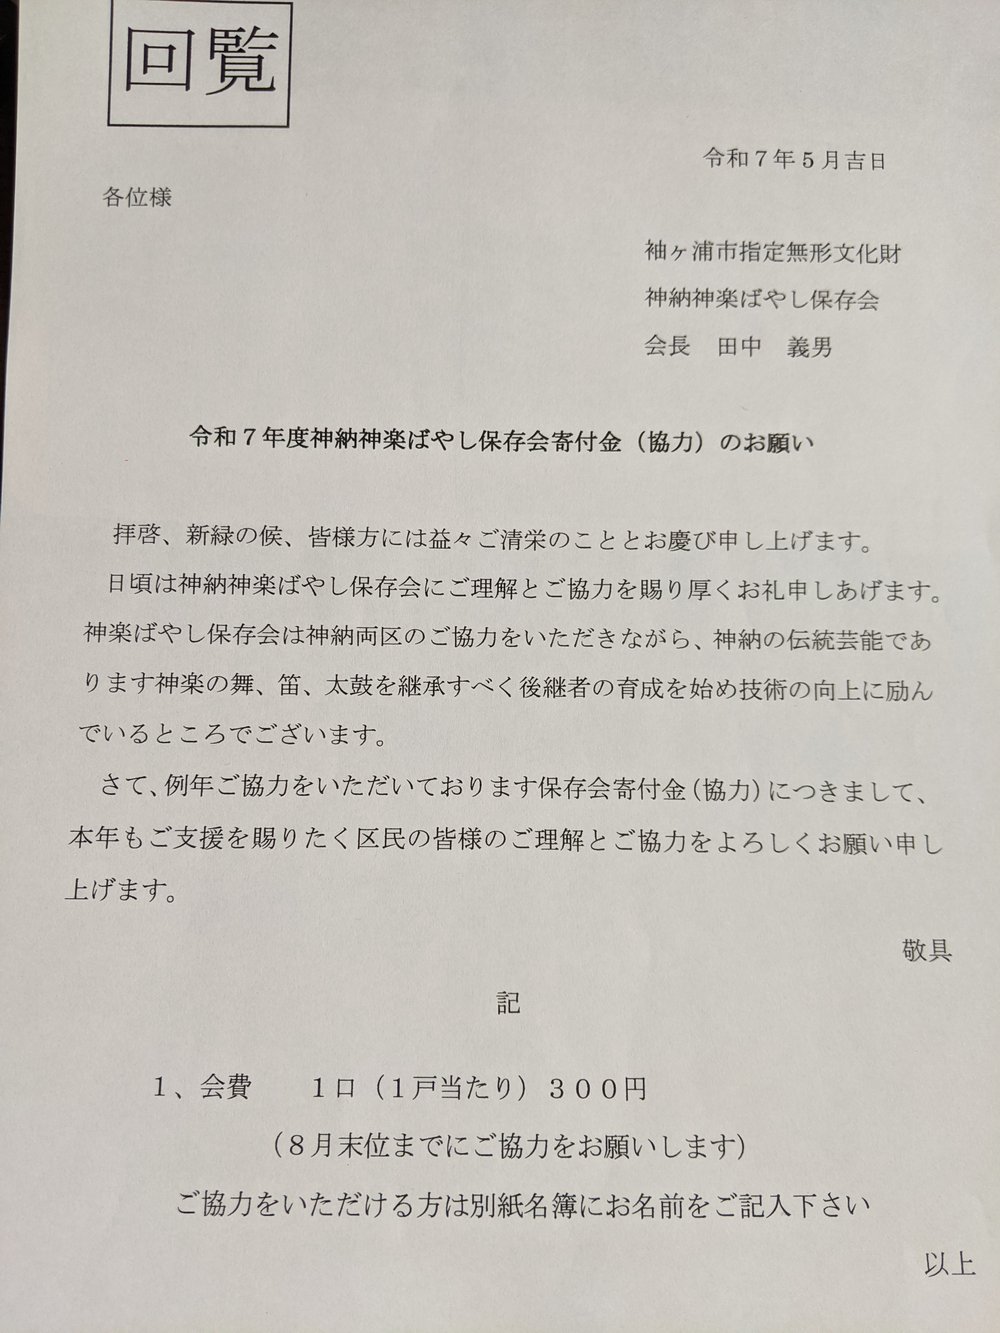 回覧
令和７年５月吉日
各位様
袖ヶ浦市指定無形文化財
神納神楽ばやし保存会
会長　田中　義男
令和７年度神納神楽ばやし保存会寄付金（協力）のお願い
拝啓、新緑の候、皆様方には益々ご清栄のこととお慶び申し上げます。
日頃は神納神楽ばやし保存会にご理解とご協力を賜り厚くお礼申しあげます。
神楽ばやし保存会は神納両区のご協力をいただきながら、神納の伝統芸能であ
ります神楽の舞、笛、太鼓を継承すべく後継者の育成を始め技術の向上に励ん
でいるところでございます。
さて、例年ご協力をいただいております保存会寄付金（協力）につきまして、
本年もご支援を賜りたく区民の皆様のご理解とご協力をよろしくお願い申し
上げます。
敬具
記
１、会費　　１口（１戸当たり）３００円
（８月末位までにご協力をお願いします）
ご協力をいただける方は別紙名簿にお名前をご記入下さい
以上